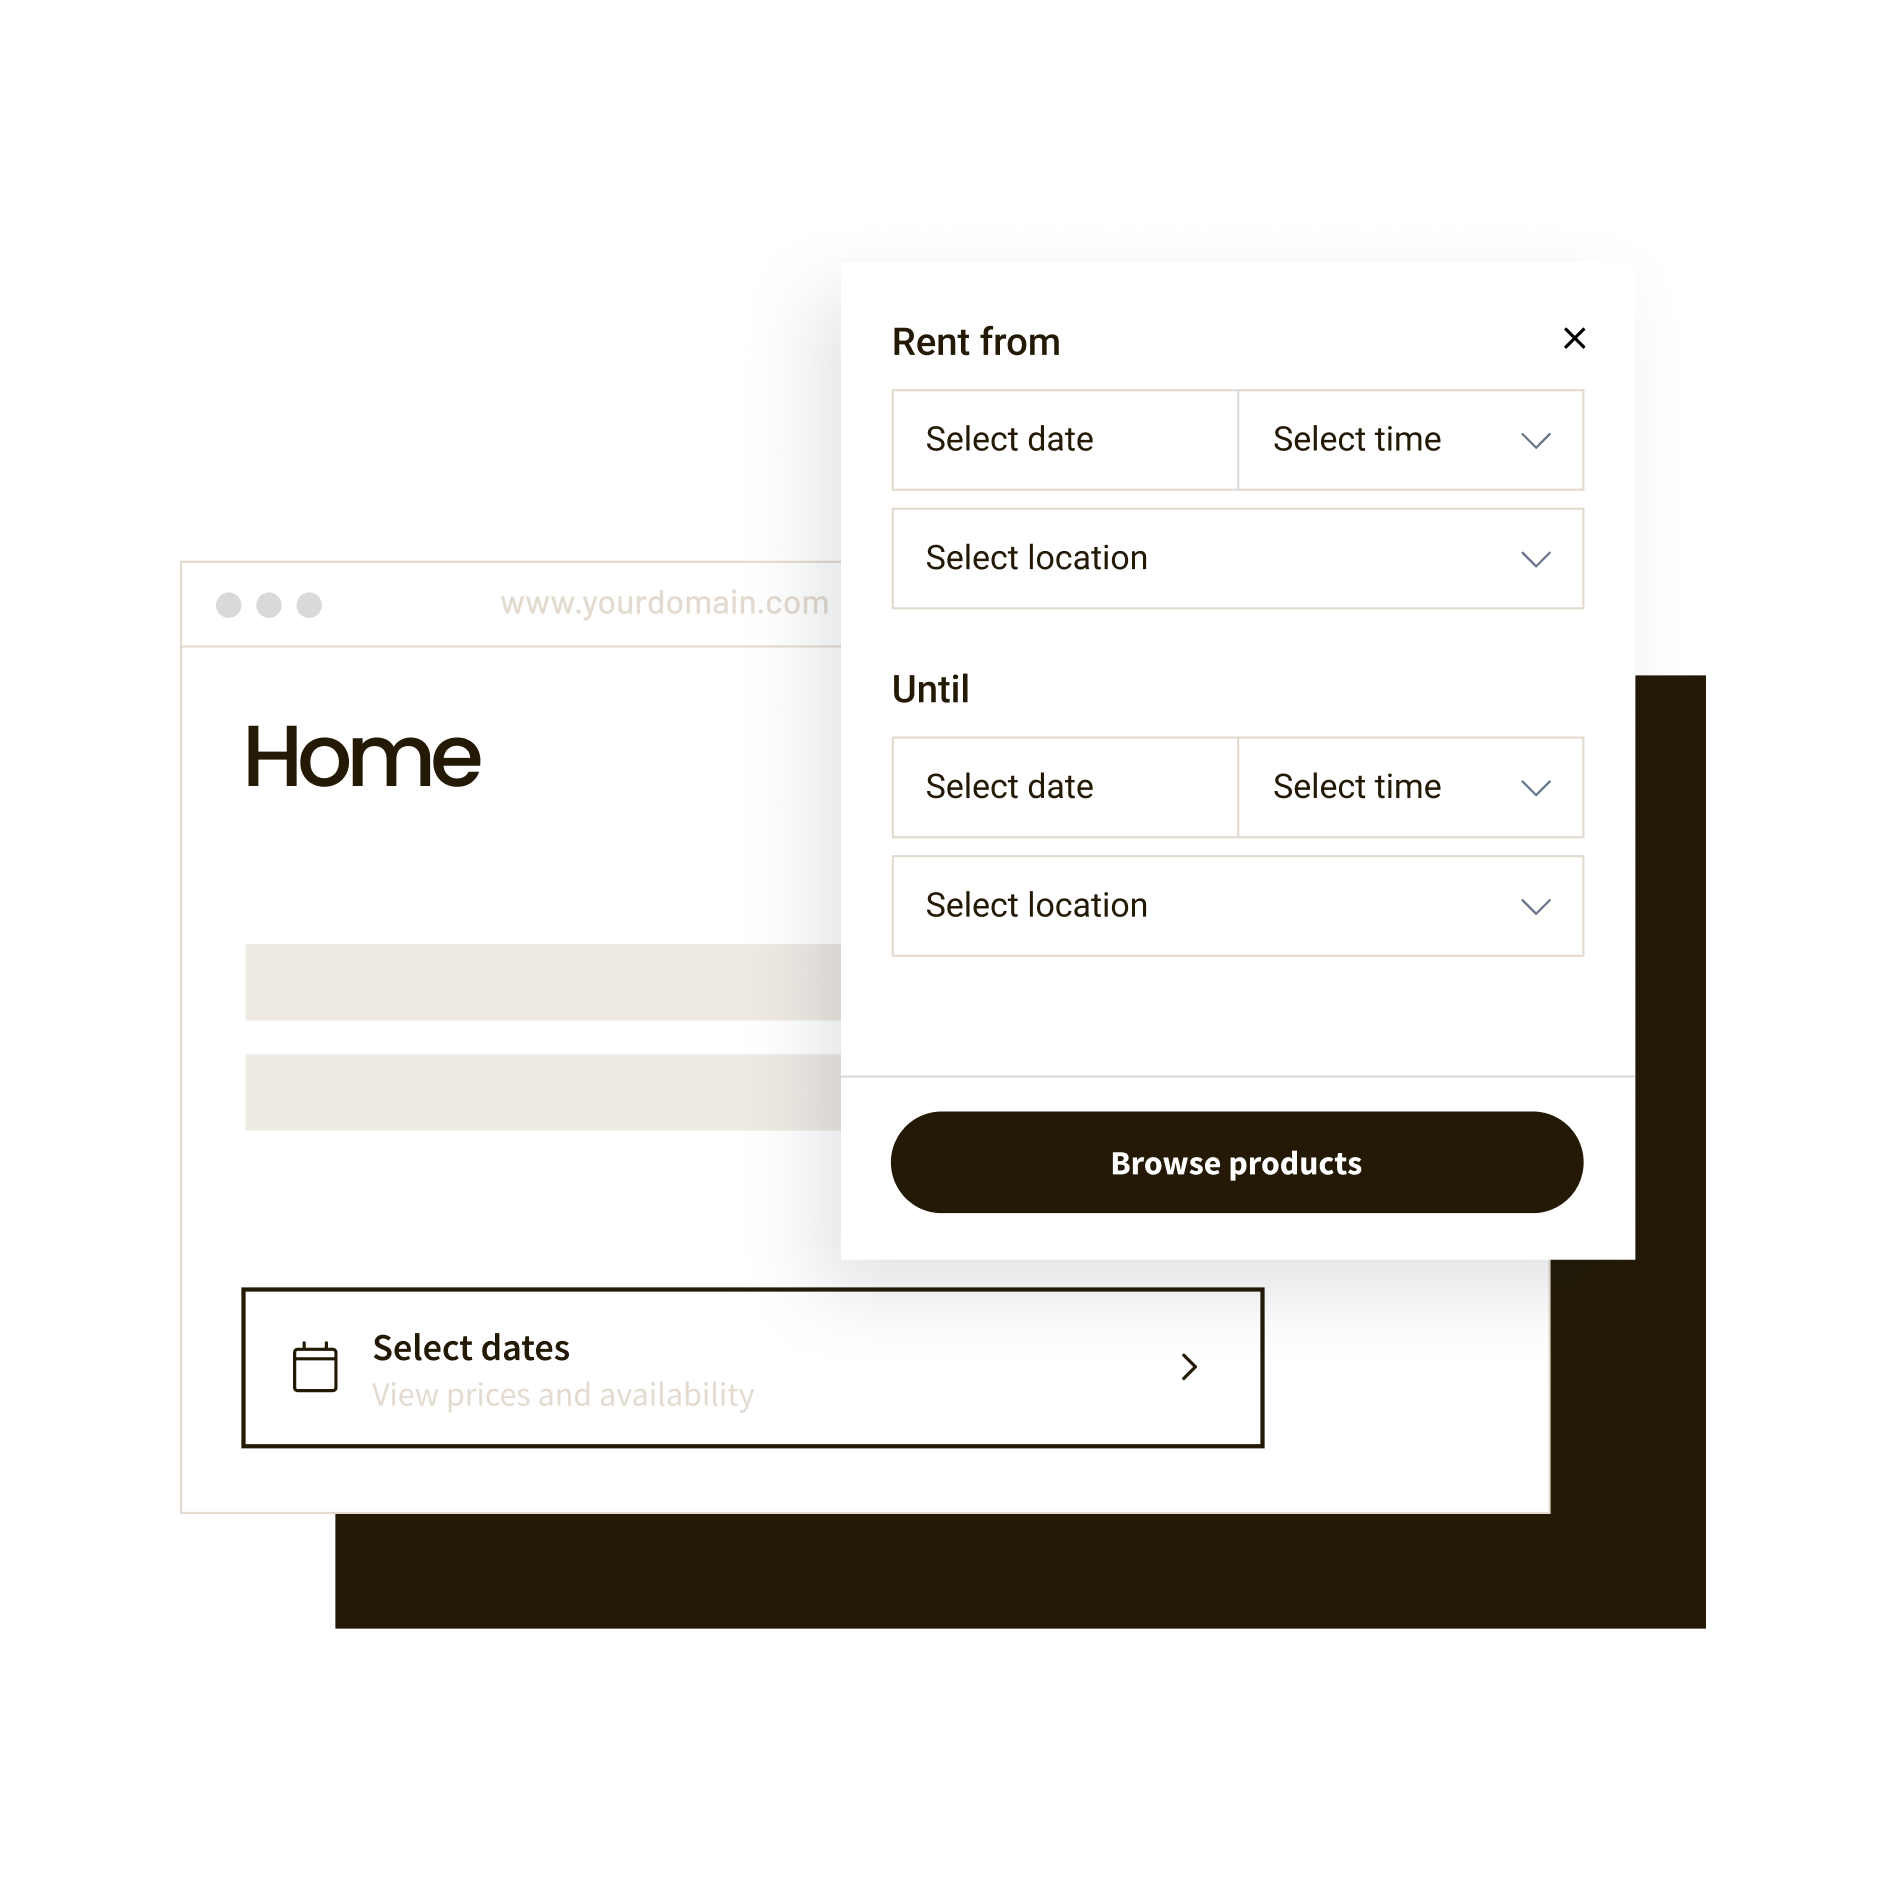 Rent from
Select date Select time
Select location
www.yourdomain.com
Until
Home
Select date Select time
Select location
Browse products
Select dates
View prices and availability